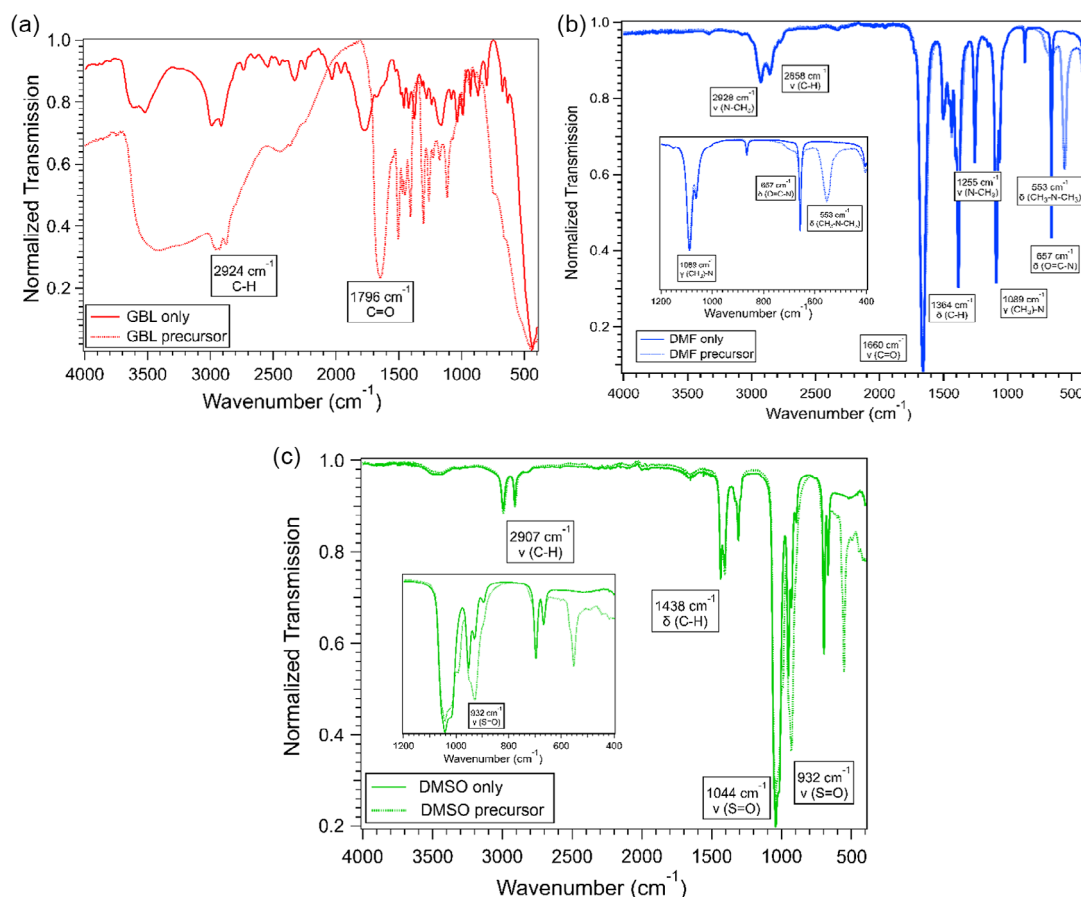 (a)
1.0
0.8
0.6
0.4
0.2
Normalized Transmission
2924 cm⁻¹
C-H
1796 cm⁻¹
C=O
GBL only
GBL precursor
4000 3500 3000 2500 2000 1500 1000 500
Wavenumber (cm⁻¹)
(b)
1.0
0.8
0.6
0.4
0.2
Normalized Transmission
2858 cm⁻¹
ν (C-H)
2928 cm⁻¹
ν (N-CH₃)
657 cm⁻¹
δ (O=C-N)
553 cm⁻¹
δ (CH₃-N-CH₃)
1089 cm⁻¹
γ (CH₃)-N
1200 1000 800 600 400
Wavenumber (cm⁻¹)
1255 cm⁻¹
ν (N-CH₃)
553 cm⁻¹
δ (CH₃-N-CH₃)
657 cm⁻¹
δ (O=C-N)
1364 cm⁻¹
δ (C-H)
1089 cm⁻¹
γ (CH₃)-N
1660 cm⁻¹
ν (C=O)
DMF only
DMF precursor
4000 3500 3000 2500 2000 1500 1000 500
Wavenumber (cm⁻¹)
(c)
1.0
0.9
0.8
0.7
0.6
0.5
0.4
0.3
0.2
Normalized Transmission
2907 cm⁻¹
ν (C-H)
1438 cm⁻¹
δ (C-H)
932 cm⁻¹
ν (S=O)
1200 1000 800 600 400
Wavenumber (cm⁻¹)
1044 cm⁻¹
ν (S=O)
932 cm⁻¹
ν (S=O)
DMSO only
DMSO precursor
4000 3500 3000 2500 2000 1500 1000 500
Wavenumber (cm⁻¹)